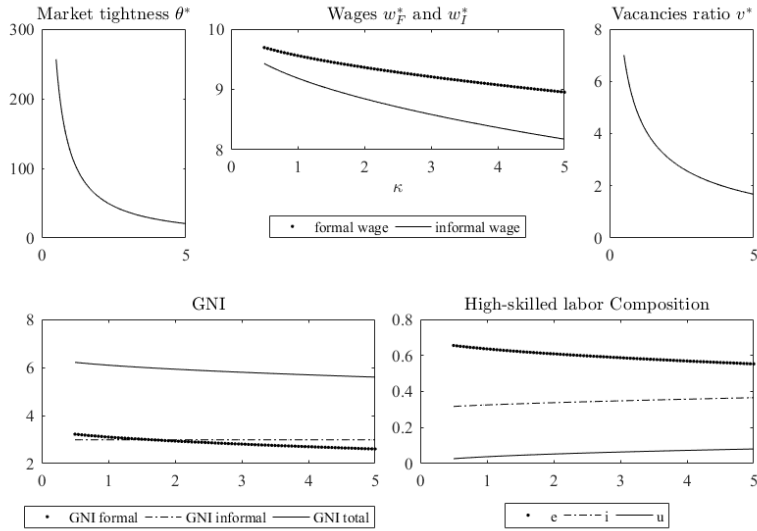 Market tightness θ*
Wages w*_F and w*_I
Vacancies ratio v*
300
200
100
0
0 5
10
9
8
0 1 2 3 4 5
κ
formal wage informal wage
8
6
4
2
0
0 5
GNI
High-skilled labor Composition
8
6
4
2
0 1 2 3 4 5
GNI formal GNI informal GNI total
0.8
0.6
0.4
0.2
0
0 1 2 3 4 5
e i u